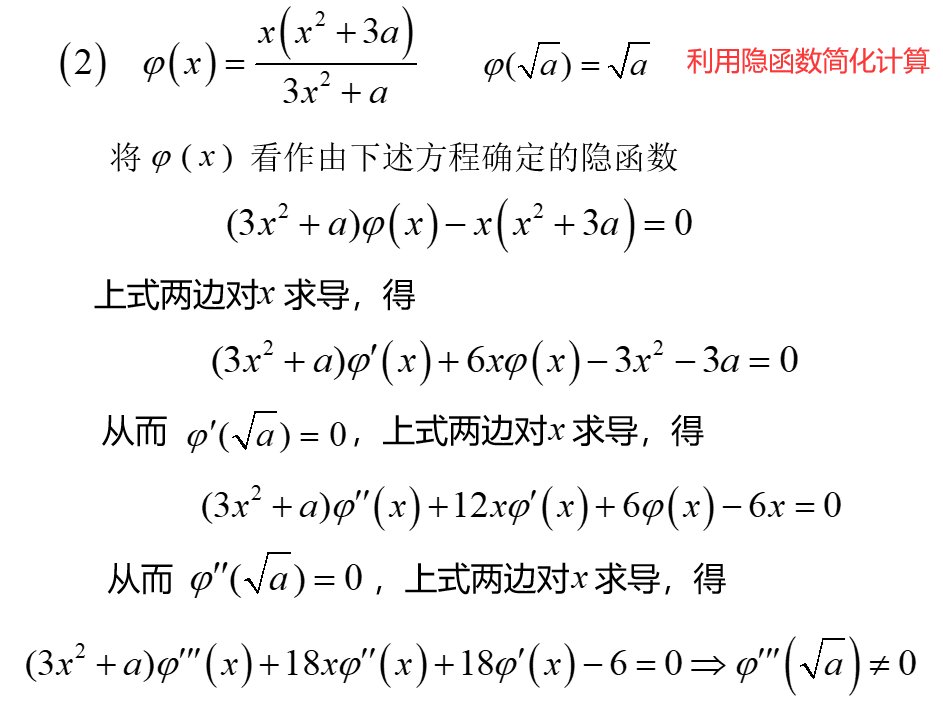 (2) φ(x) = x(x² + 3a) / (3x² + a) φ(√a) = √a 利用隐函数简化计算
将 φ(x) 看作由下述方程确定的隐函数
(3x² + a)φ(x) − x(x² + 3a) = 0
上式两边对x 求导，得
(3x² + a)φ′(x) + 6xφ(x) − 3x² − 3a = 0
从而 φ′(√a) = 0，上式两边对x 求导，得
(3x² + a)φ″(x) + 12xφ′(x) + 6φ(x) − 6x = 0
从而 φ″(√a) = 0，上式两边对x 求导，得
(3x² + a)φ‴(x) + 18xφ″(x) + 18φ′(x) − 6 = 0 ⇒ φ‴(√a) ≠ 0